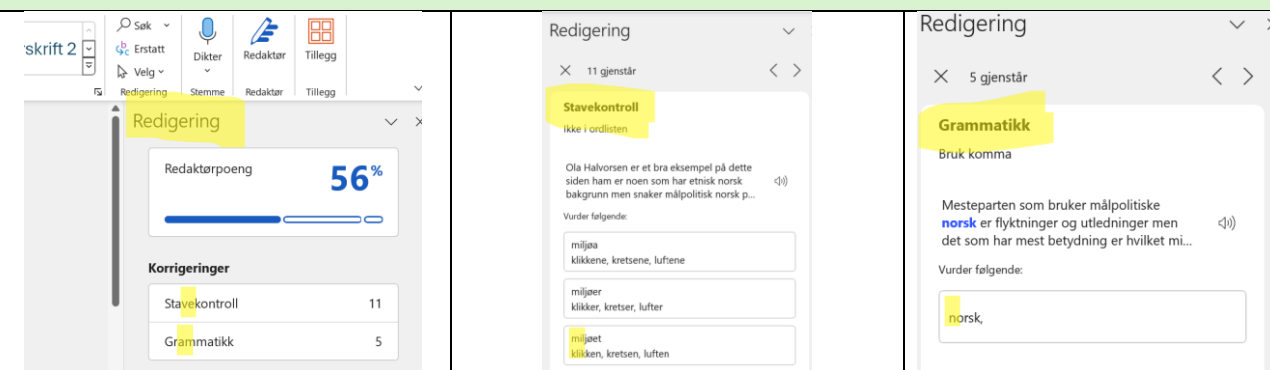 Søk
skrift 2
Erstatt
Velg
Dikter
Redaktør
Tillegg
Redigering
Stemme
Redaktør
Tillegg
Redigering
Redaktørpoeng
56%
Korrigeringer
Stavekontroll 11
Grammatikk 5
Redigering
11 gjenstår
Stavekontroll
Ikke i ordlisten
Ola Halvorsen er et bra eksempel på dette
siden ham er noen som har etnisk norsk
bakgrunn men snaker målpolitisk norsk p...
Vurder følgende:
miljøa
klikkene, kretsene, luftene
miljøer
klikker, kretser, lufter
miljøet
klikken, kretsen, luften
Redigering
5 gjenstår
Grammatikk
Bruk komma
Mesteparten som bruker målpolitiske
norsk er flyktninger og utledninger men
det som har mest betydning er hvilket mi...
Vurder følgende:
norsk,